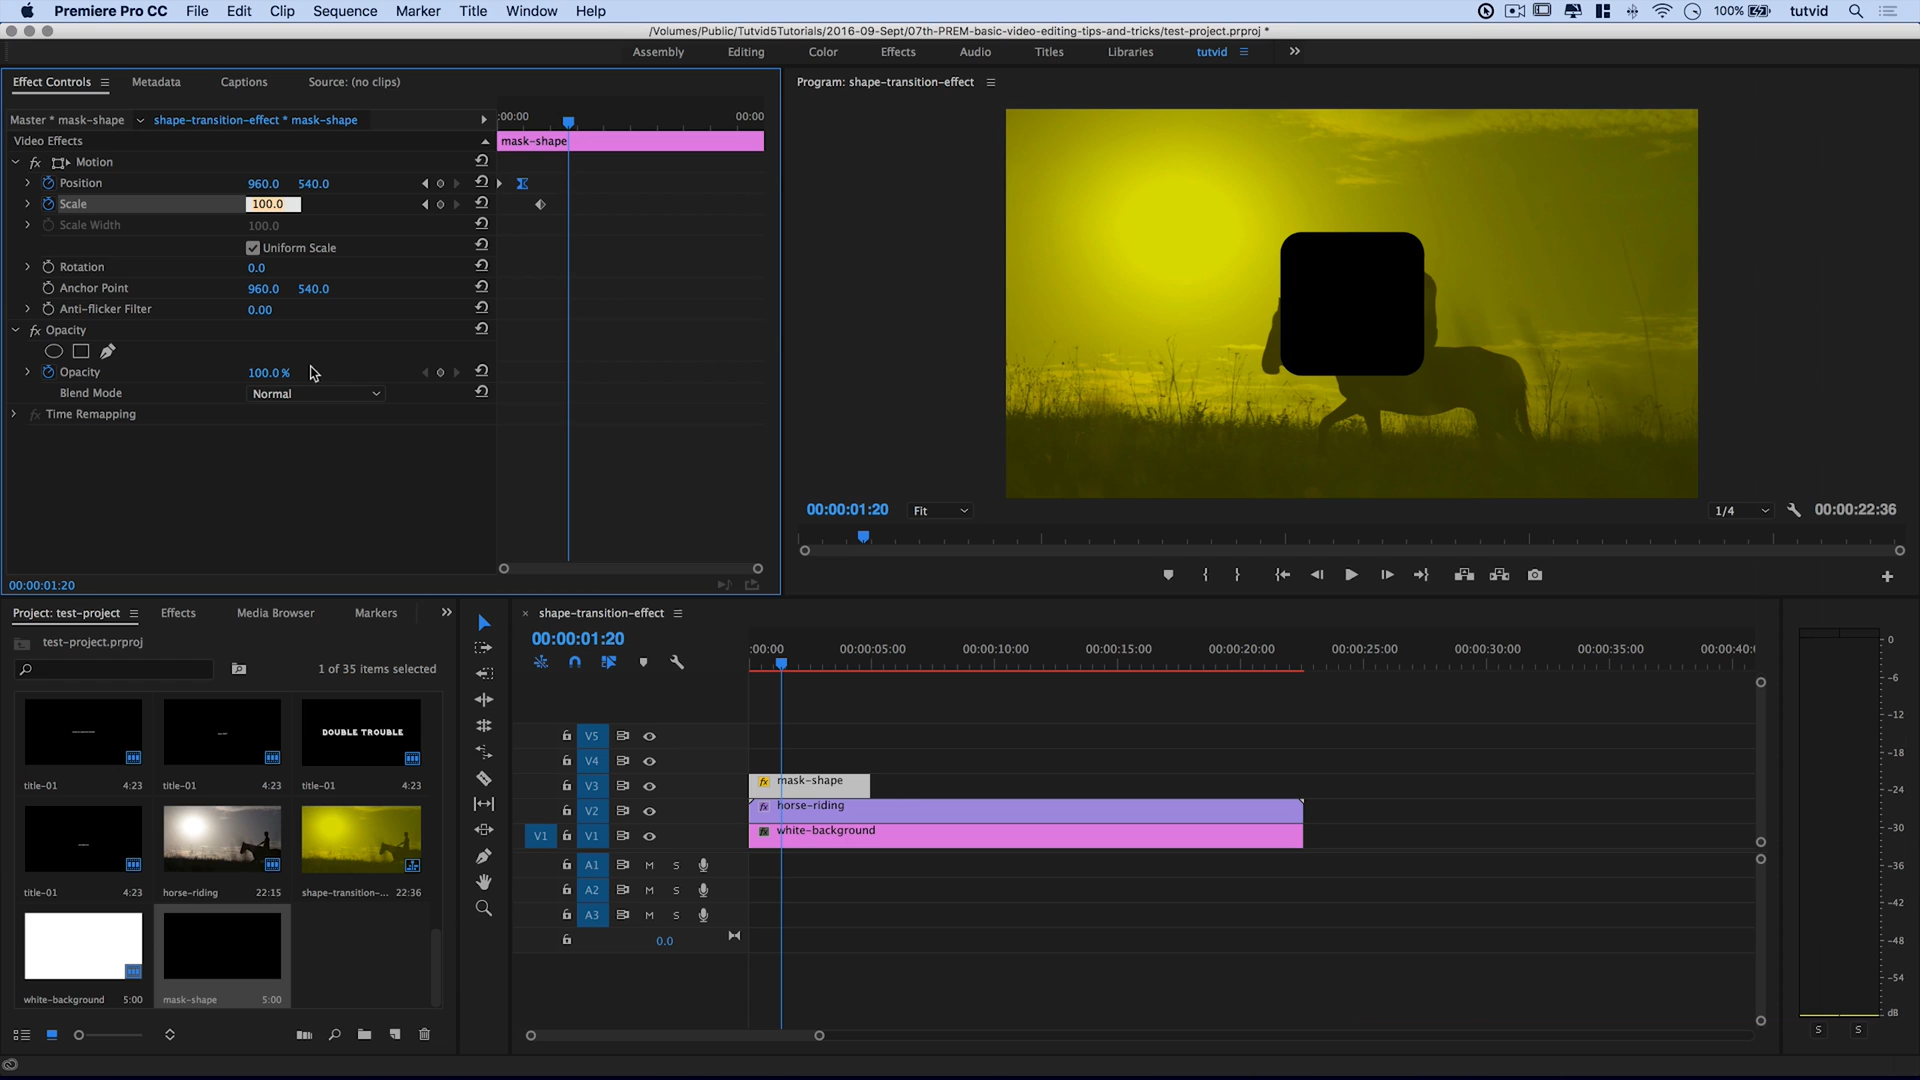 Premiere Pro CC File Edit Clip Sequence Marker Title Window Help 100% tutvid
/Volumes/Public/Tutvid5Tutorials/2016-09-Sept/07th-PREM-basic-video-editing-tips-and-tricks/test-project.prproj *
Assembly Editing Color Effects Audio Titles Libraries tutvid
Effect Controls Metadata Captions Source: (no clips)
Program: shape-transition-effect
Master * mask-shape shape-transition-effect * mask-shape
:00:00 00:00
Video Effects
mask-shape
fx Motion
Position 960.0 540.0
Scale 100.0
Scale Width 100.0
Uniform Scale
Rotation 0.0
Anchor Point 960.0 540.0
Anti-flicker Filter 0.00
fx Opacity
Opacity 100.0 %
Blend Mode Normal
fx Time Remapping
00:00:01:20
00:00:01:20 Fit 1/4 00:00:22:36
Project: test-project Effects Media Browser Markers
test-project.prproj
1 of 35 items selected
DOUBLE TROUBLE
title-01 4:23 title-01 4:23 title-01 4:23
title-01 4:23 horse-riding 22:15 shape-transition-... 22:36
white-background 5:00 mask-shape 5:00
shape-transition-effect
00:00:01:20
:00:00 00:00:05:00 00:00:10:00 00:00:15:00 00:00:20:00 00:00:25:00 00:00:30:00 00:00:35:00 00:00:40:0
V5
V4
V3 fx mask-shape
V2 fx horse-riding
V1 V1 fx white-background
A1 M S
A2 M S
A3 M S
0.0
0
-6
-12
-18
-24
-30
-36
-42
-48
-54
dB
S S